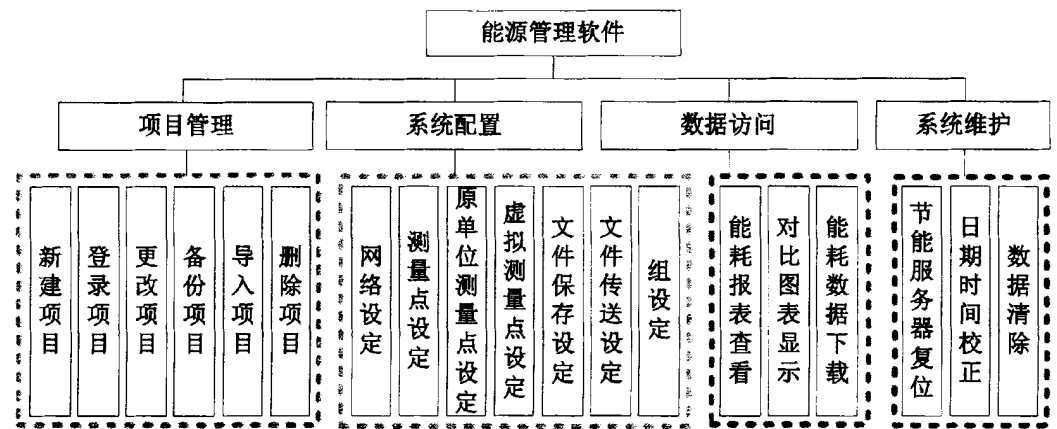 能源管理软件
项目管理
系统配置
数据访问
系统维护
新建项目
登录项目
更改项目
备份项目
导入项目
删除项目
网络设定
测量点设定
原单位测量点设定
虚拟测量点设定
文件保存设定
文件传送设定
组设定
能耗报表查看
对比图表显示
能耗数据下载
节能服务器复位
日期时间校正
数据清除